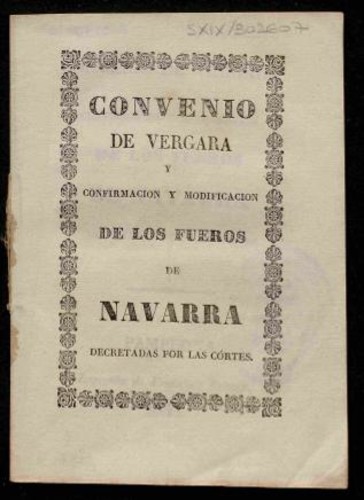 SXIX/302607
CONVENIO
DE VERGARA
Y
CONFIRMACION Y MODIFICACION
DE LOS FUEROS
DE
NAVARRA
DECRETADAS POR LAS CÓRTES.